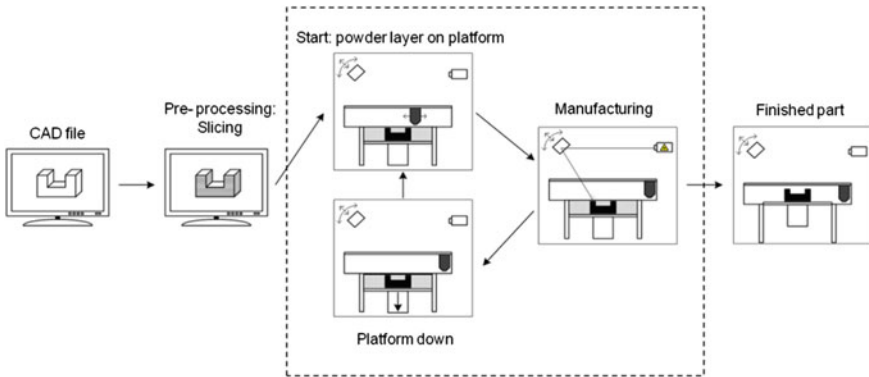 Start: powder layer on platform
Pre-processing:
Slicing
CAD file
Manufacturing
Finished part
Platform down